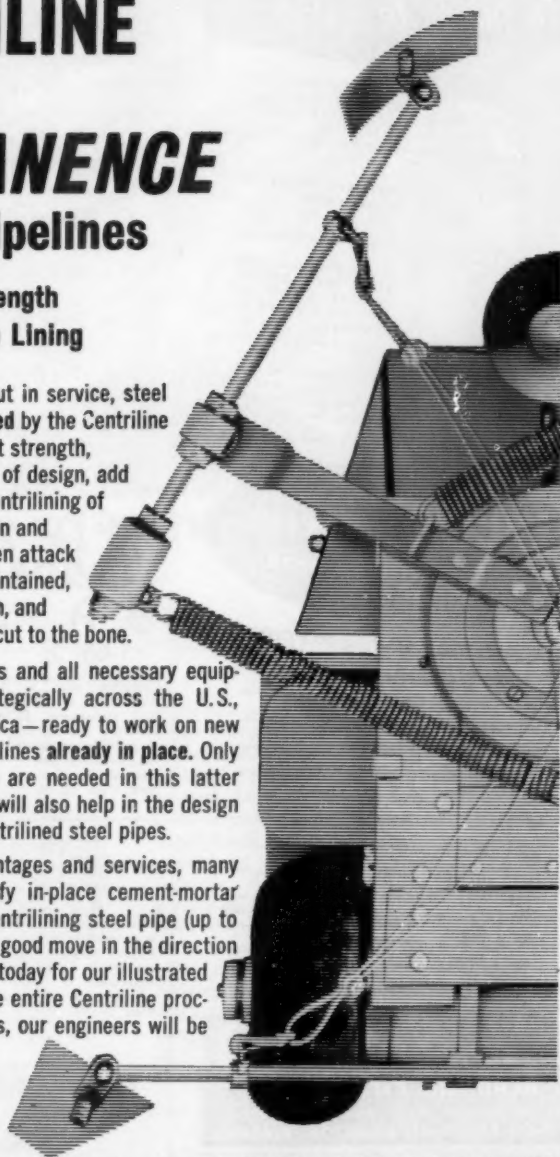 LINE
NENCE
pelines
ength
Lining
ut in service, steel
ed by the Centriline
t strength,
of design, add
ntrilining of
n and
en attack
ntained,
n, and
cut to the bone.
s and all necessary equip-
tegically across the U.S.,
ca—ready to work on new
lines already in place. Only
are needed in this latter
will also help in the design
trilined steel pipes.
ntages and services, many
fy in-place cement-mortar
ntrilining steel pipe (up to
good move in the direction
today for our illustrated
e entire Centriline proc-
s, our engineers will be